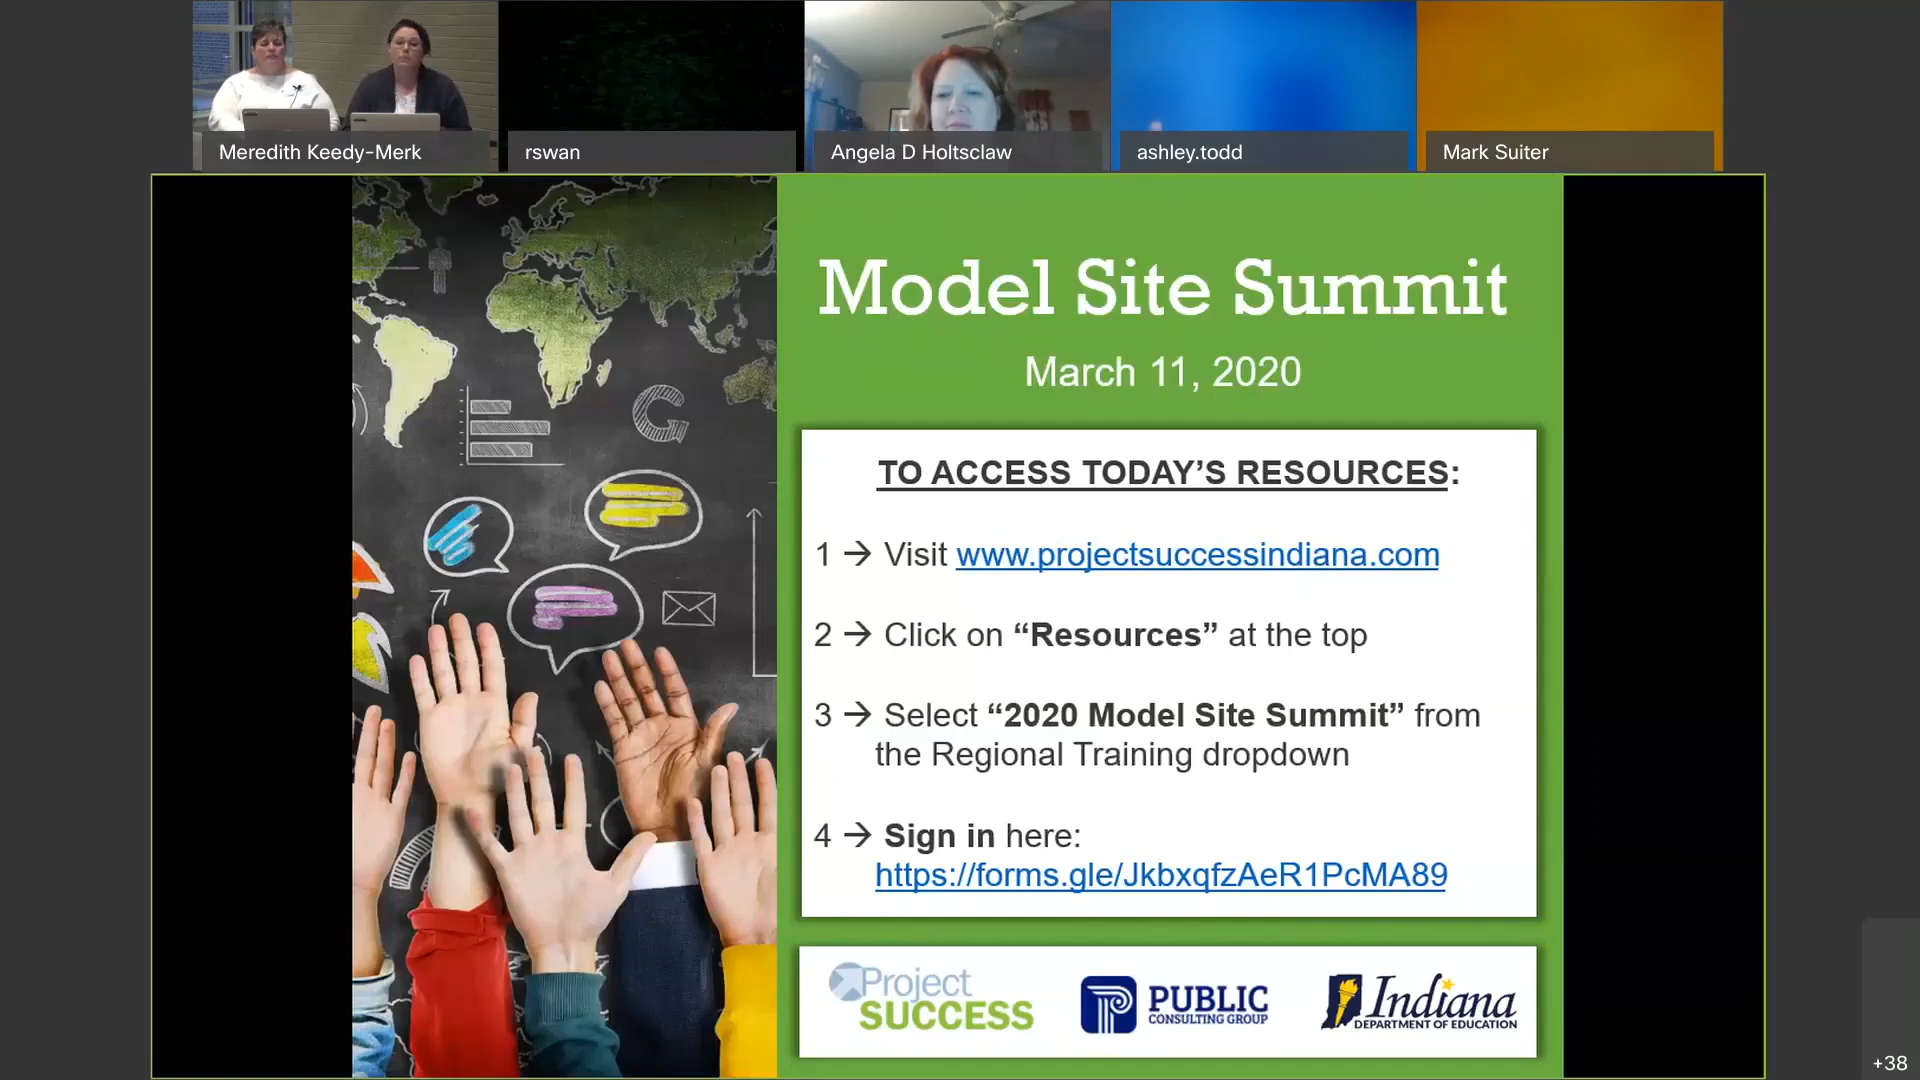 Meredith Keedy-Merk
rswan
Angela D Holtsclaw
ashley.todd
Mark Suiter
Model Site Summit
March 11, 2020
TO ACCESS TODAY’S RESOURCES:
1 → Visit www.projectsuccessindiana.com
2 → Click on “Resources” at the top
3 → Select “2020 Model Site Summit” from
the Regional Training dropdown
4 → Sign in here:
https://forms.gle/JkbxqfzAeR1PcMA89
Project
SUCCESS
PUBLIC
CONSULTING GROUP
Indiana
DEPARTMENT OF EDUCATION
+38